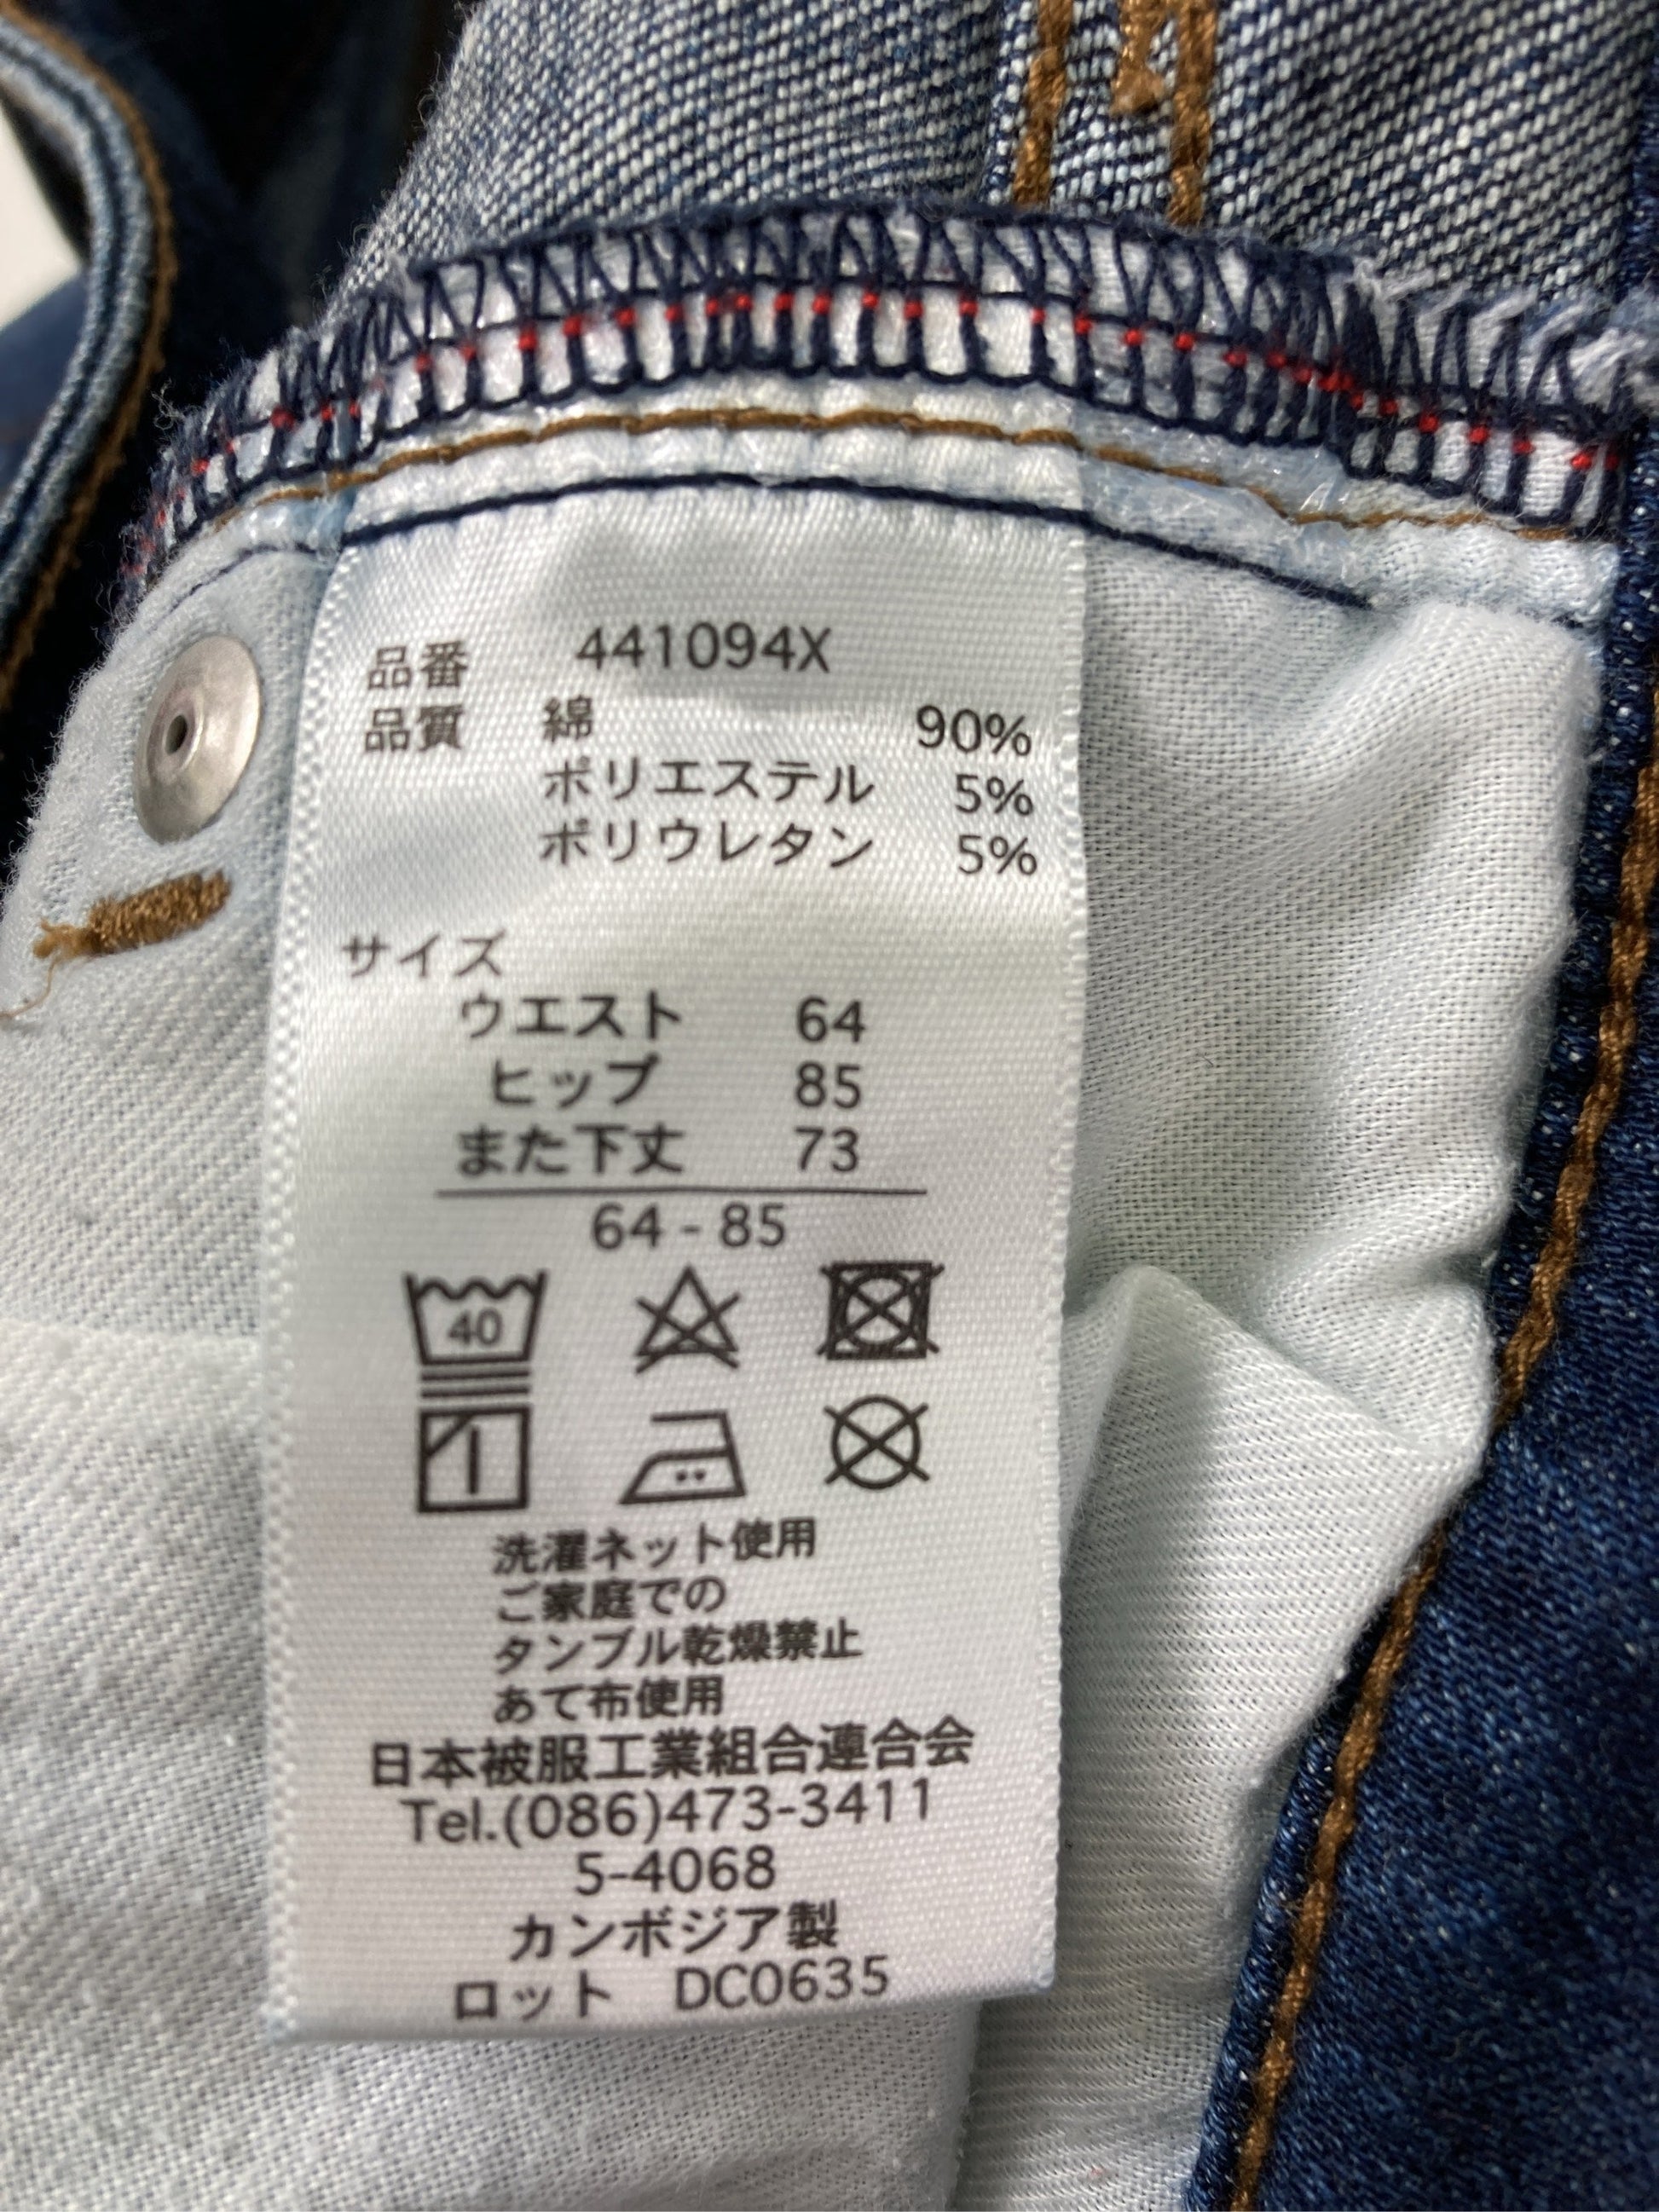 品番 441094X
品質 綿 90%
ポリエステル 5%
ポリウレタン 5%
サイズ
ウエスト 64
ヒップ 85
また下丈 73
64 - 85
40
洗濯ネット使用
ご家庭での
タンブル乾燥禁止
あて布使用
日本被服工業組合連合会
Tel.(086)473-3411
5-4068
カンボジア製
ロット DC0635